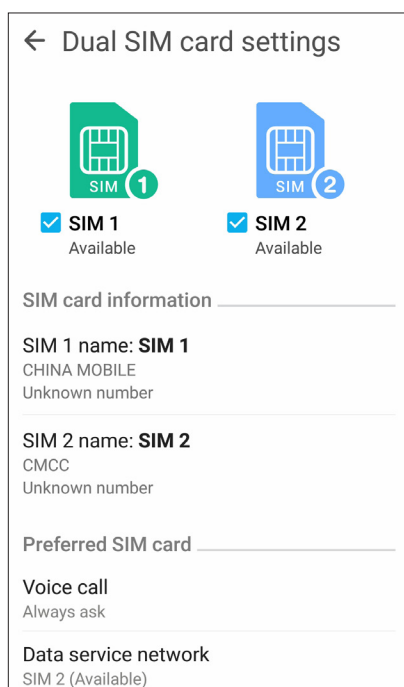 Dual SIM card settings
SIM 1
SIM 2
SIM 1
SIM 2
Available
Available
SIM card information
SIM 1 name: SIM 1
CHINA MOBILE
Unknown number
SIM 2 name: SIM 2
CMCC
Unknown number
Preferred SIM card
Voice call
Always ask
Data service network
SIM 2 (Available)